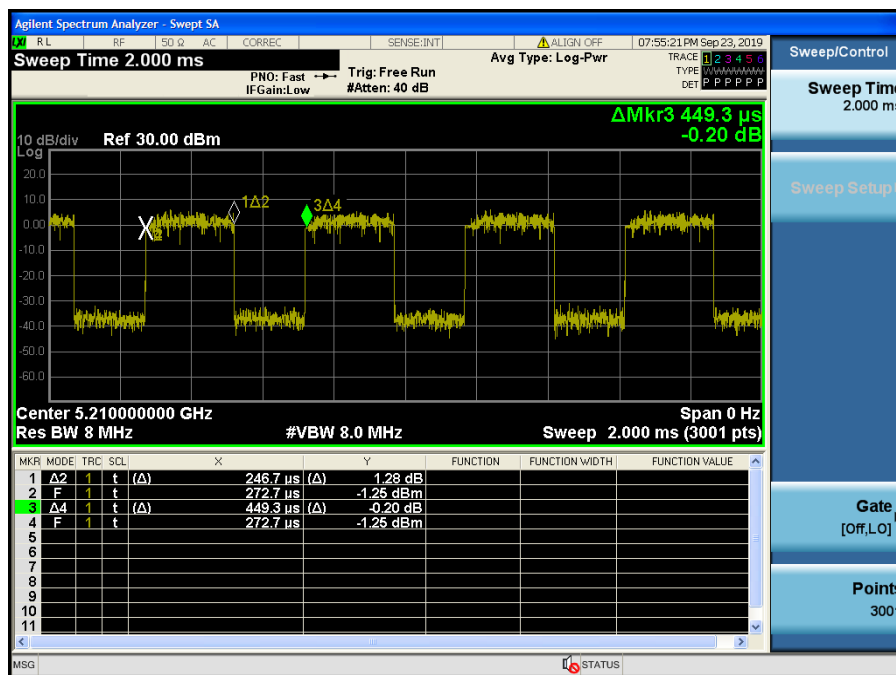 Agilent Spectrum Analyzer - Swept SA
LXI RL RF 50 Ω AC CORREC SENSE:INT ALIGN OFF 07:55:21 PM Sep 23, 2019
Sweep Time 2.000 ms
PNO: Fast
IFGain:Low
Trig: Free Run
#Atten: 40 dB
Avg Type: Log-Pwr
TRACE 1 2 3 4 5 6
TYPE WWWWWW
DET P P P P P P
ΔMkr3 449.3 µs
-0.20 dB
10 dB/div Ref 30.00 dBm
Log
20.0
10.0
0.00
-10.0
-20.0
-30.0
-40.0
-50.0
-60.0
1Δ2
3Δ4
Center 5.210000000 GHz Span 0 Hz
Res BW 8 MHz #VBW 8.0 MHz Sweep 2.000 ms (3001 pts)
MKR MODE TRC SCL X Y FUNCTION FUNCTION WIDTH FUNCTION VALUE
1 Δ2 1 t (Δ) 246.7 µs (Δ) 1.28 dB
2 F 1 t 272.7 µs -1.25 dBm
3 Δ4 1 t (Δ) 449.3 µs (Δ) -0.20 dB
4 F 1 t 272.7 µs -1.25 dBm
5
6
7
8
9
10
11
MSG STATUS
Sweep/Control
Sweep Time
2.000 ms
Sweep Setup
Gate
[Off,LO]
Points
300